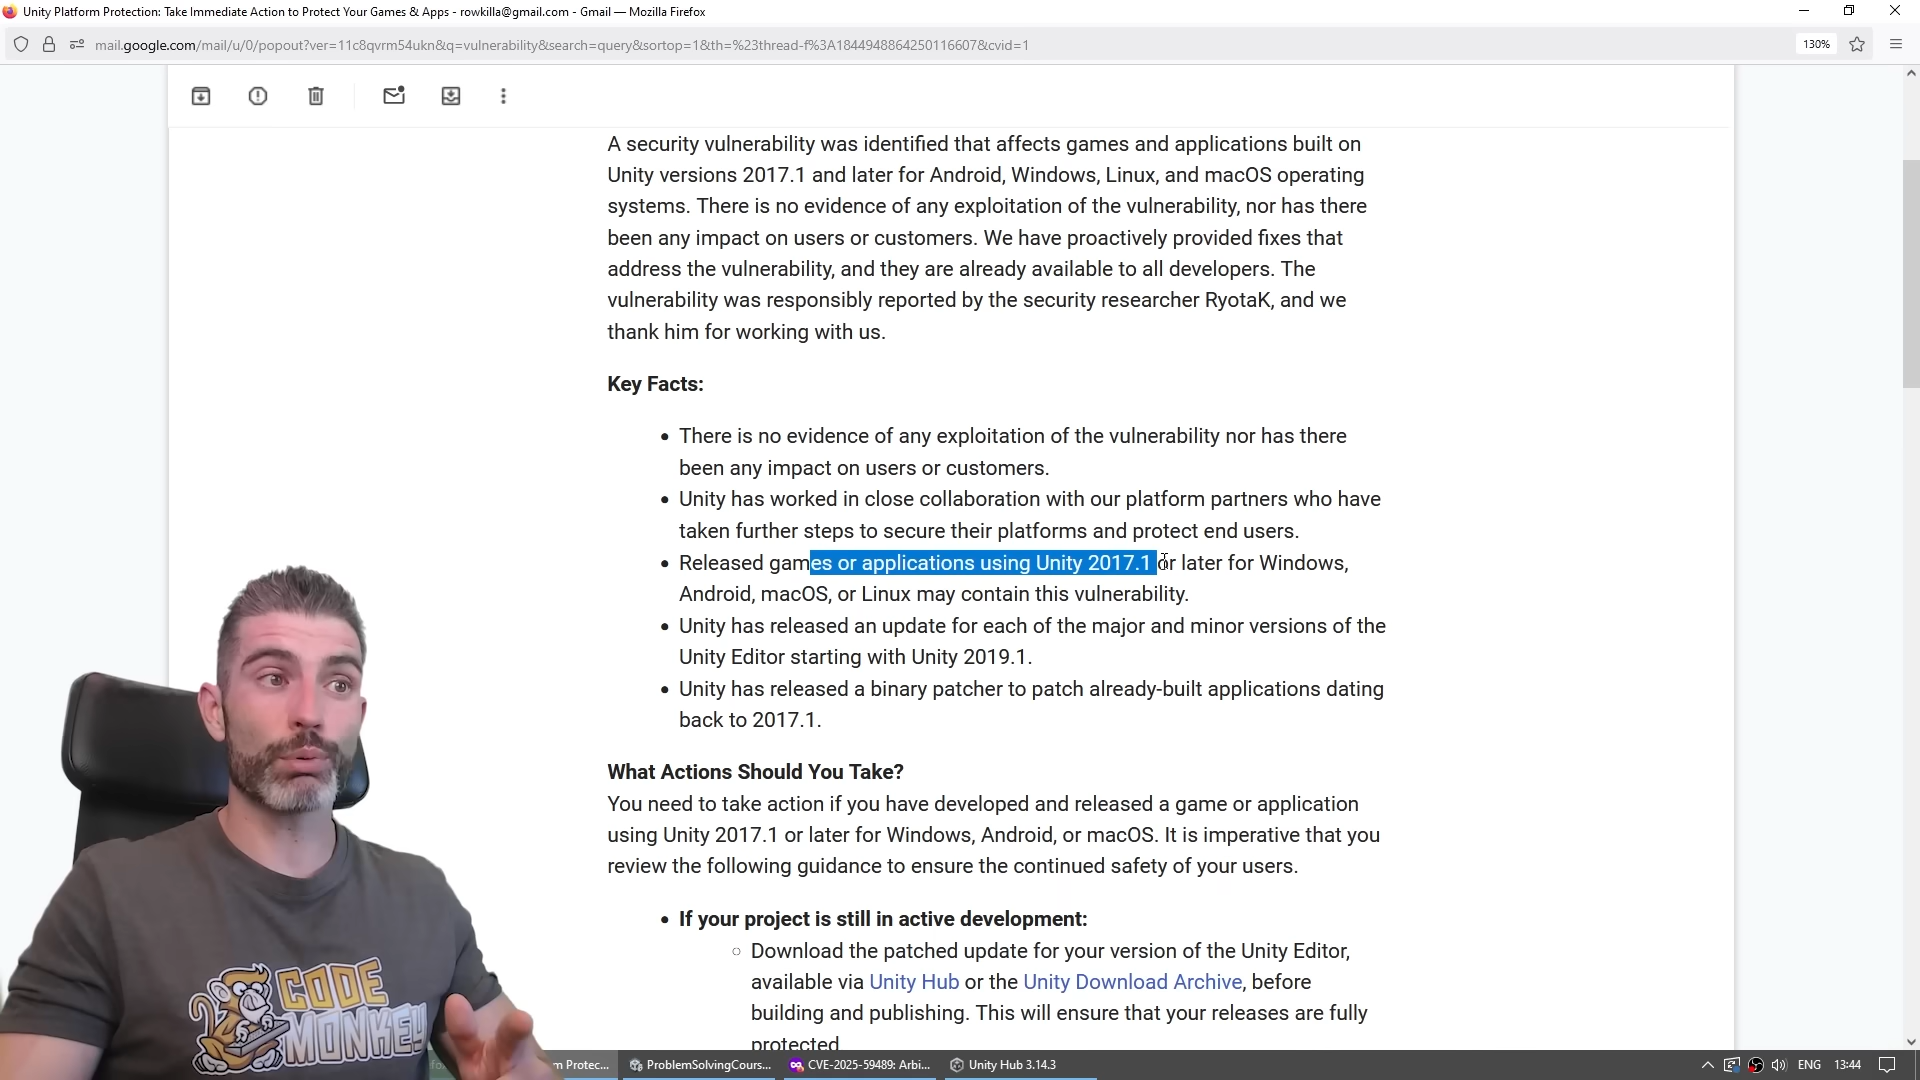 Unity Platform Protection: Take Immediate Action to Protect Your Games & Apps - rowkilla@gmail.com - Gmail — Mozilla Firefox
mail.google.com/mail/u/0/popout?ver=11c8qvrm54ukn&q=vulnerability&search=query&sortop=1&th=%23thread-f%3A1844948864250116607&cvid=1
130%
A security vulnerability was identified that affects games and applications built on
Unity versions 2017.1 and later for Android, Windows, Linux, and macOS operating
systems. There is no evidence of any exploitation of the vulnerability, nor has there
been any impact on users or customers. We have proactively provided fixes that
address the vulnerability, and they are already available to all developers. The
vulnerability was responsibly reported by the security researcher RyotaK, and we
thank him for working with us.
Key Facts:
• There is no evidence of any exploitation of the vulnerability nor has there
been any impact on users or customers.
• Unity has worked in close collaboration with our platform partners who have
taken further steps to secure their platforms and protect end users.
• Released games or applications using Unity 2017.1 or later for Windows,
Android, macOS, or Linux may contain this vulnerability.
• Unity has released an update for each of the major and minor versions of the
Unity Editor starting with Unity 2019.1.
• Unity has released a binary patcher to patch already-built applications dating
back to 2017.1.
What Actions Should You Take?
You need to take action if you have developed and released a game or application
using Unity 2017.1 or later for Windows, Android, or macOS. It is imperative that you
review the following guidance to ensure the continued safety of your users.
• If your project is still in active development:
○ Download the patched update for your version of the Unity Editor,
available via Unity Hub or the Unity Download Archive, before
building and publishing. This will ensure that your releases are fully
protected
CODE
MONKEY
m Protec...
ProblemSolvingCours...
CVE-2025-59489: Arbi...
Unity Hub 3.14.3
ENG
13:44